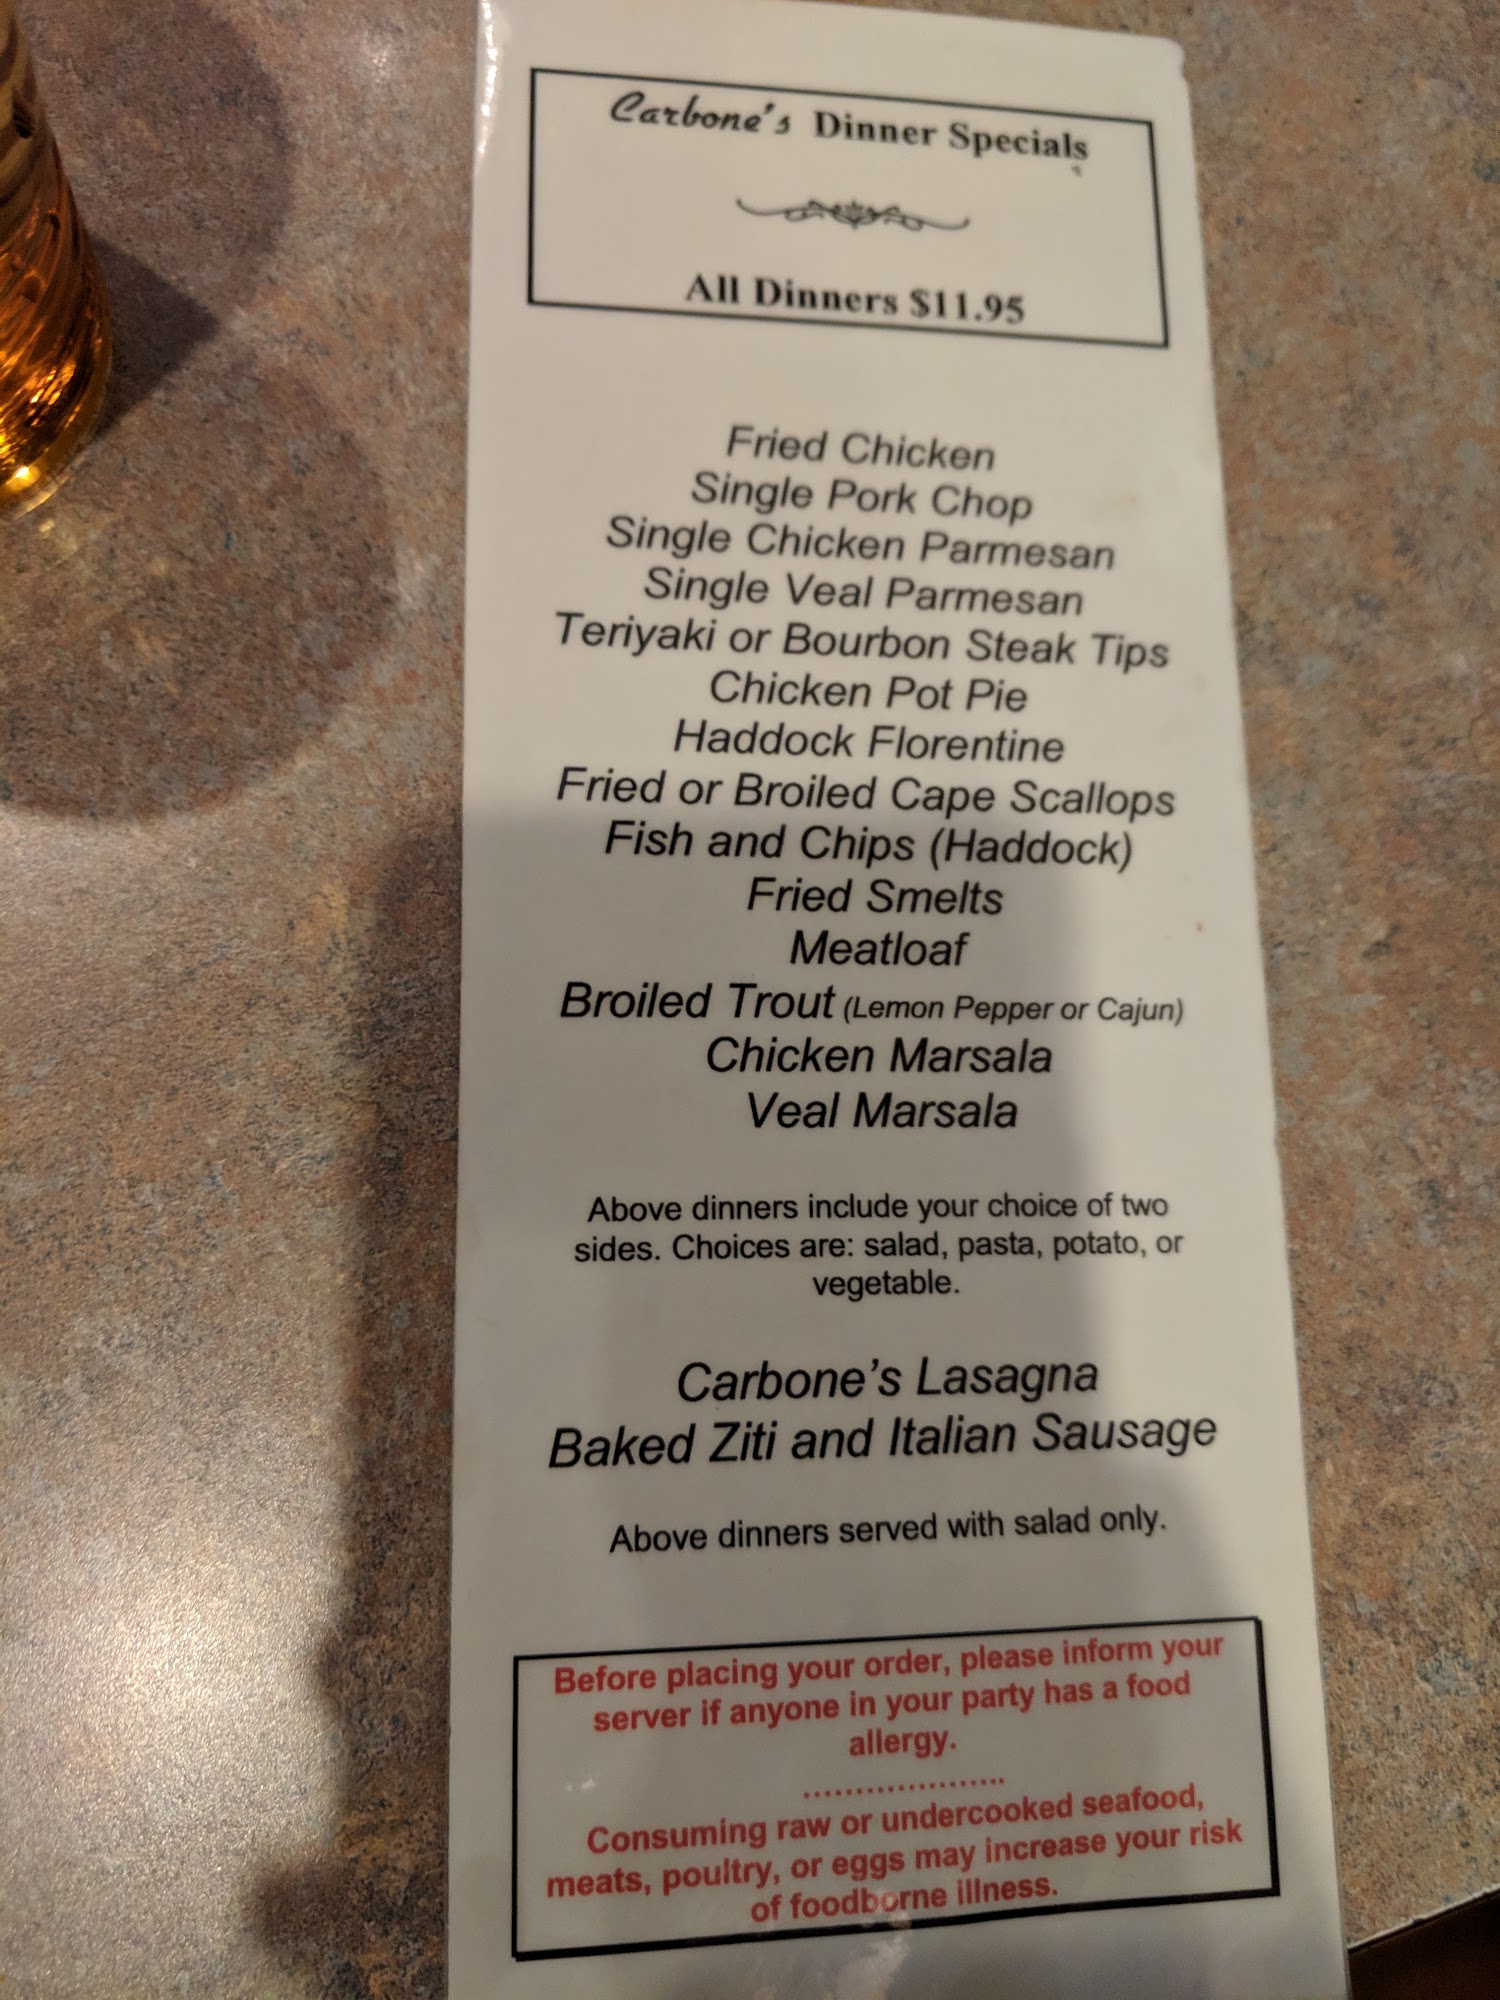 Carbone's Dinner Specials
All Dinners $11.95
Fried Chicken
Single Pork Chop
Single Chicken Parmesan
Single Veal Parmesan
Teriyaki or Bourbon Steak Tips
Chicken Pot Pie
Haddock Florentine
Fried or Broiled Cape Scallops
Fish and Chips (Haddock)
Fried Smelts
Meatloaf
Broiled Trout (Lemon Pepper or Cajun)
Chicken Marsala
Veal Marsala
Above dinners include your choice of two
sides. Choices are: salad, pasta, potato, or
vegetable.
Carbone's Lasagna
Baked Ziti and Italian Sausage
Above dinners served with salad only.
Before placing your order, please inform your
server if anyone in your party has a food
allergy.
....................
Consuming raw or undercooked seafood,
meats, poultry, or eggs may increase your risk
of foodborne illness.